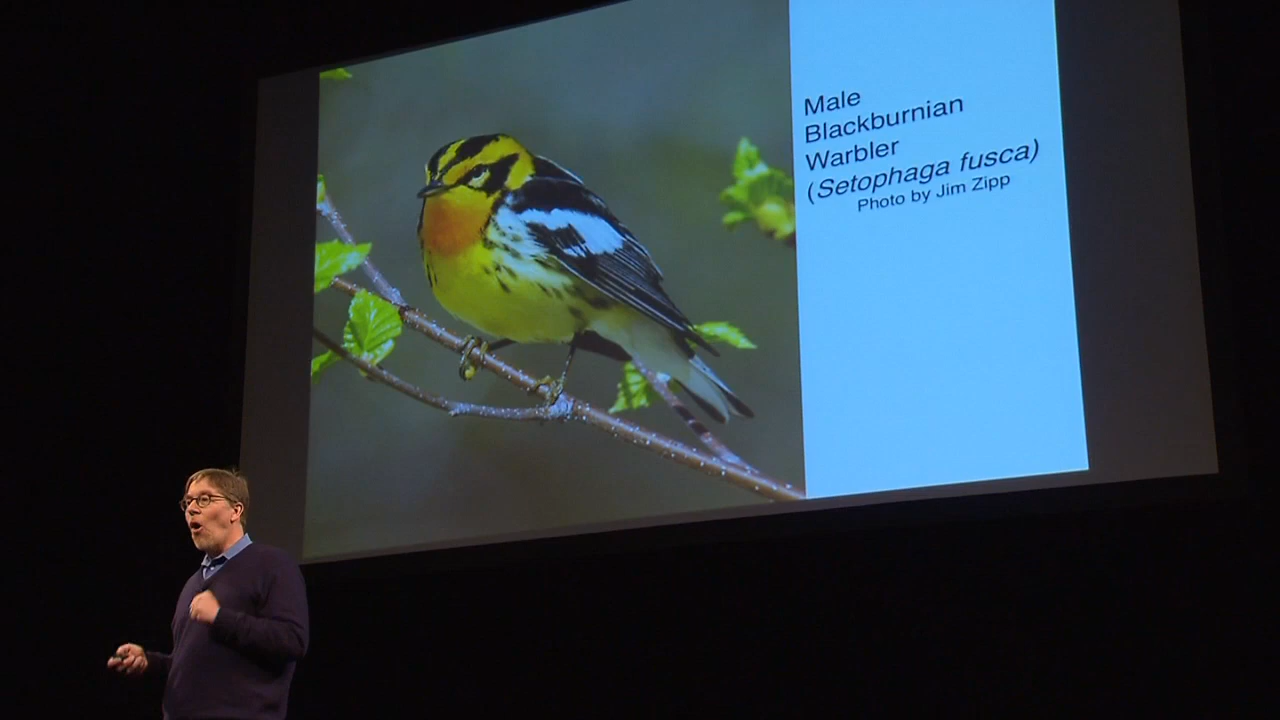 Male
Blackburnian
Warbler
(Setophaga fusca)
Photo by Jim Zipp